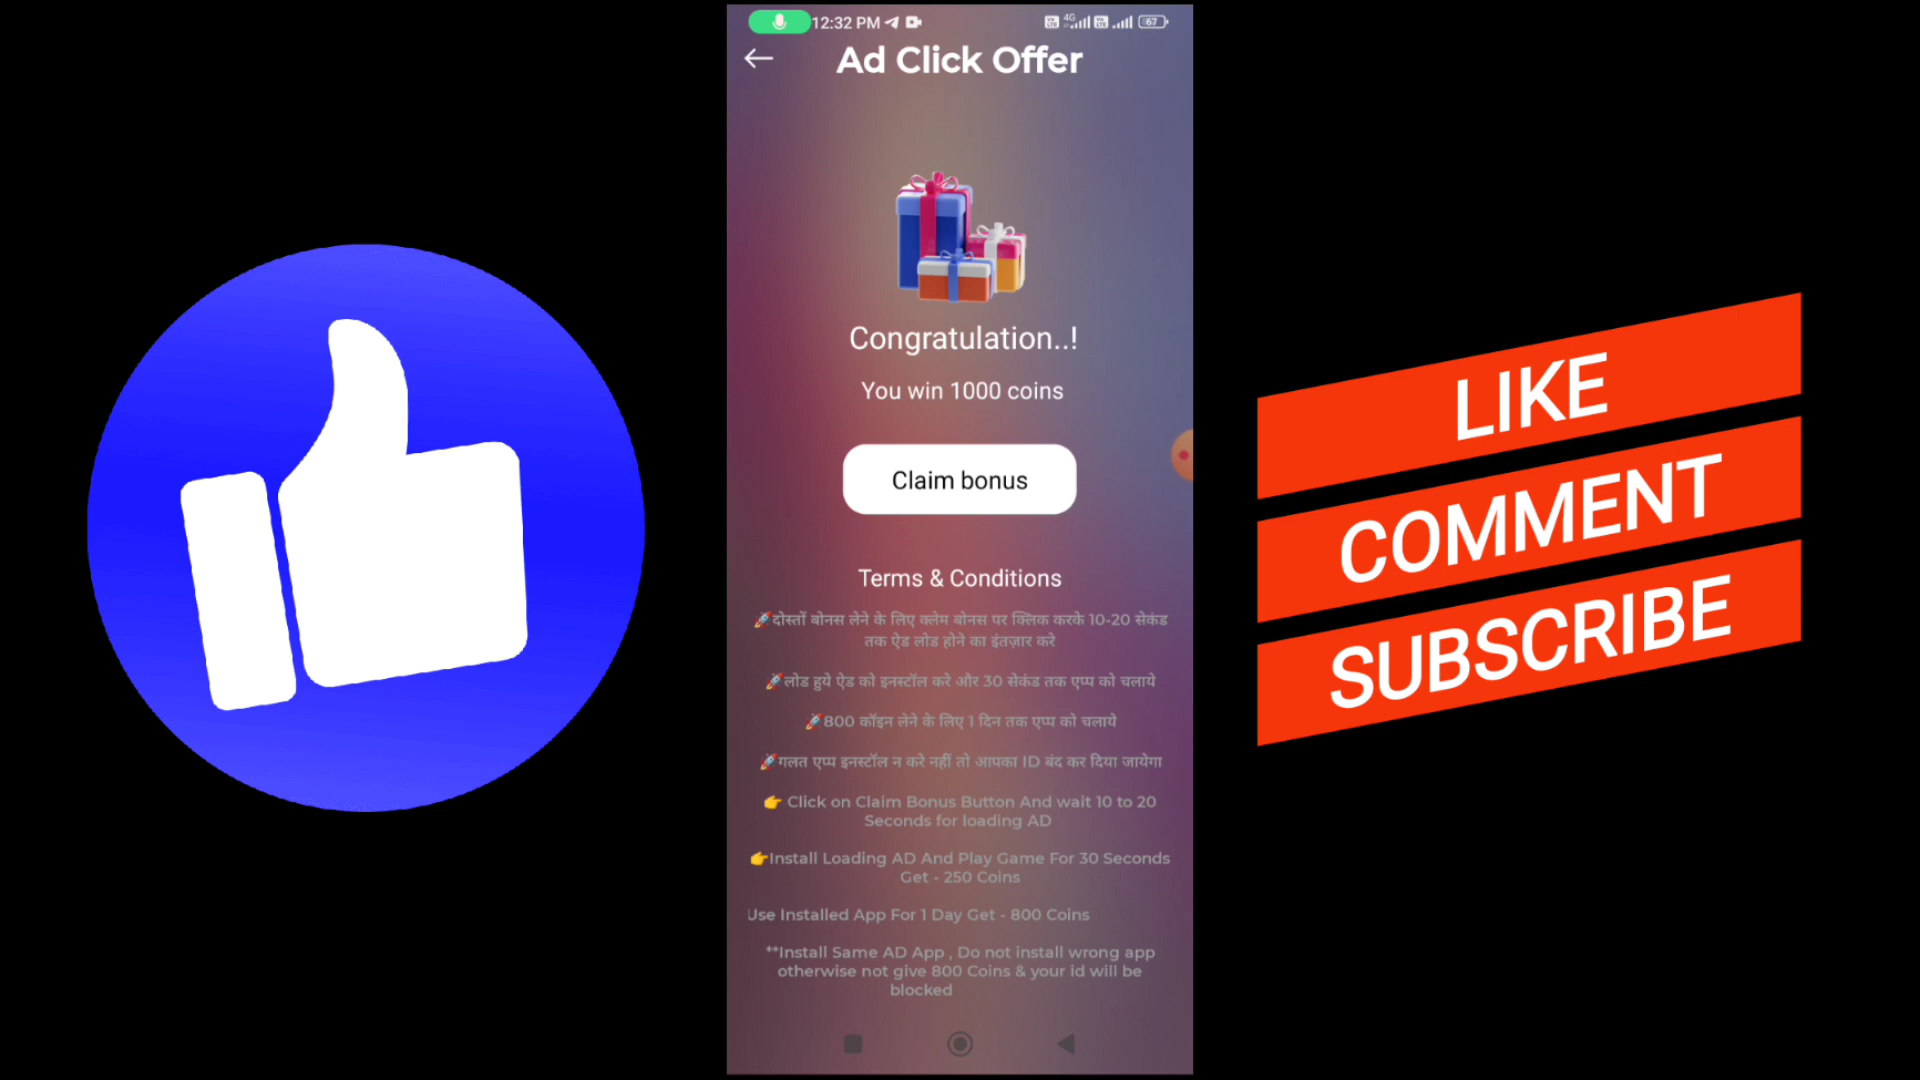 12:32 PM
4G
67
Ad Click Offer
Congratulation..!
You win 1000 coins
Claim bonus
Terms & Conditions
🚀दोस्तों बोनस लेने के लिए क्लेम बोनस पर क्लिक करके 10-20 सेकंड
तक ऐड लोड होने का इंतज़ार करे
🚀लोड हुये ऐड को इनस्टॉल करे और 30 सेकंड तक एप्प को चलाये
🚀800 कॉइन लेने के लिए 1 दिन तक एप्प को चलाये
🚀गलत एप्प इनस्टॉल न करे नहीं तो आपका ID बंद कर दिया जायेगा
👉 Click on Claim Bonus Button And wait 10 to 20
Seconds for loading AD
👉Install Loading AD And Play Game For 30 Seconds
Get - 250 Coins
Use Installed App For 1 Day Get - 800 Coins
**Install Same AD App , Do not install wrong app
otherwise not give 800 Coins & your id will be
blocked
LIKE
COMMENT
SUBSCRIBE